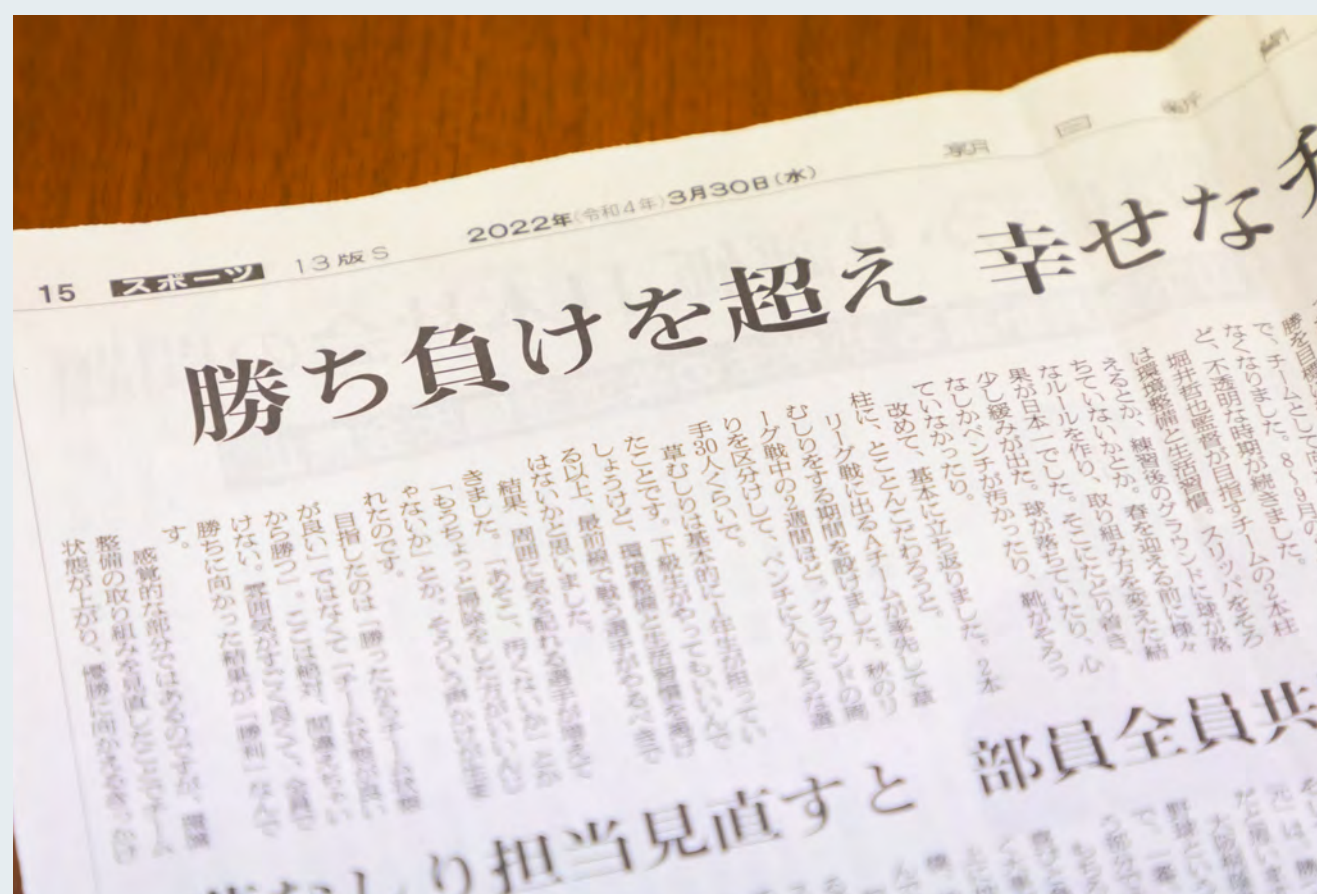 朝 日 新 聞
2022年(令和4年)3月30日(水)
15 スポーツ 13版S
勝ち負けを超え 幸せな
で、チームとして向
なくなりました。8〜9月の
ど、不透明な時期が続きました。
堀井哲也監督が目指すチームの2本柱
は環境整備と生活習慣。スリッパをそろ
えるとか、練習後のグラウンドに球が落
ちていないかとか。春を迎える前に様々
なルールを作り、取り組み方を変えた結
果が日本一でした。そこにたどり着き、
少し緩みが出た。球が落ちていたり、心
なしかベンチが汚かったり、靴がそろっ
ていなかったり。
改めて、基本に立ち返りました。2本
柱に、とことんこだわろうと。
リーグ戦に出るAチームが率先して草
むしりをする期間を設けました。秋のリ
ーグ戦中の2週間ほど、グラウンドの周
りを区分けして、ベンチに入りそうな選
手30人くらいで。
草むしりは基本的に1年生が担ってい
たことです。下級生がやってもいいんで
しょうけど、環境整備と生活習慣を掲げ
る以上、最前線で戦う選手がやるべきで
はないかと思いました。
結果、周囲に気を配れる選手が増えて
きました。「あそこ、汚くないか」とか
「もうちょっと掃除をした方がいいんじ
ゃないか」とか。そういう声かけが生ま
れたのです。
目指したのは「勝ったからチーム状態
が良い」ではなくて「チーム状態が良い
から勝つ」。ここは絶対、間違えちゃい
けない。雰囲気がすごく良くて、全員で
勝ちに向かった結果が「勝利」なんで
す。
感覚的な部分ではあるのですが、環境
整備の取り組みを見直したことでチーム
状態が上がり、優勝に向かえるきっかけ
むしり担当見直すと 部員全員共